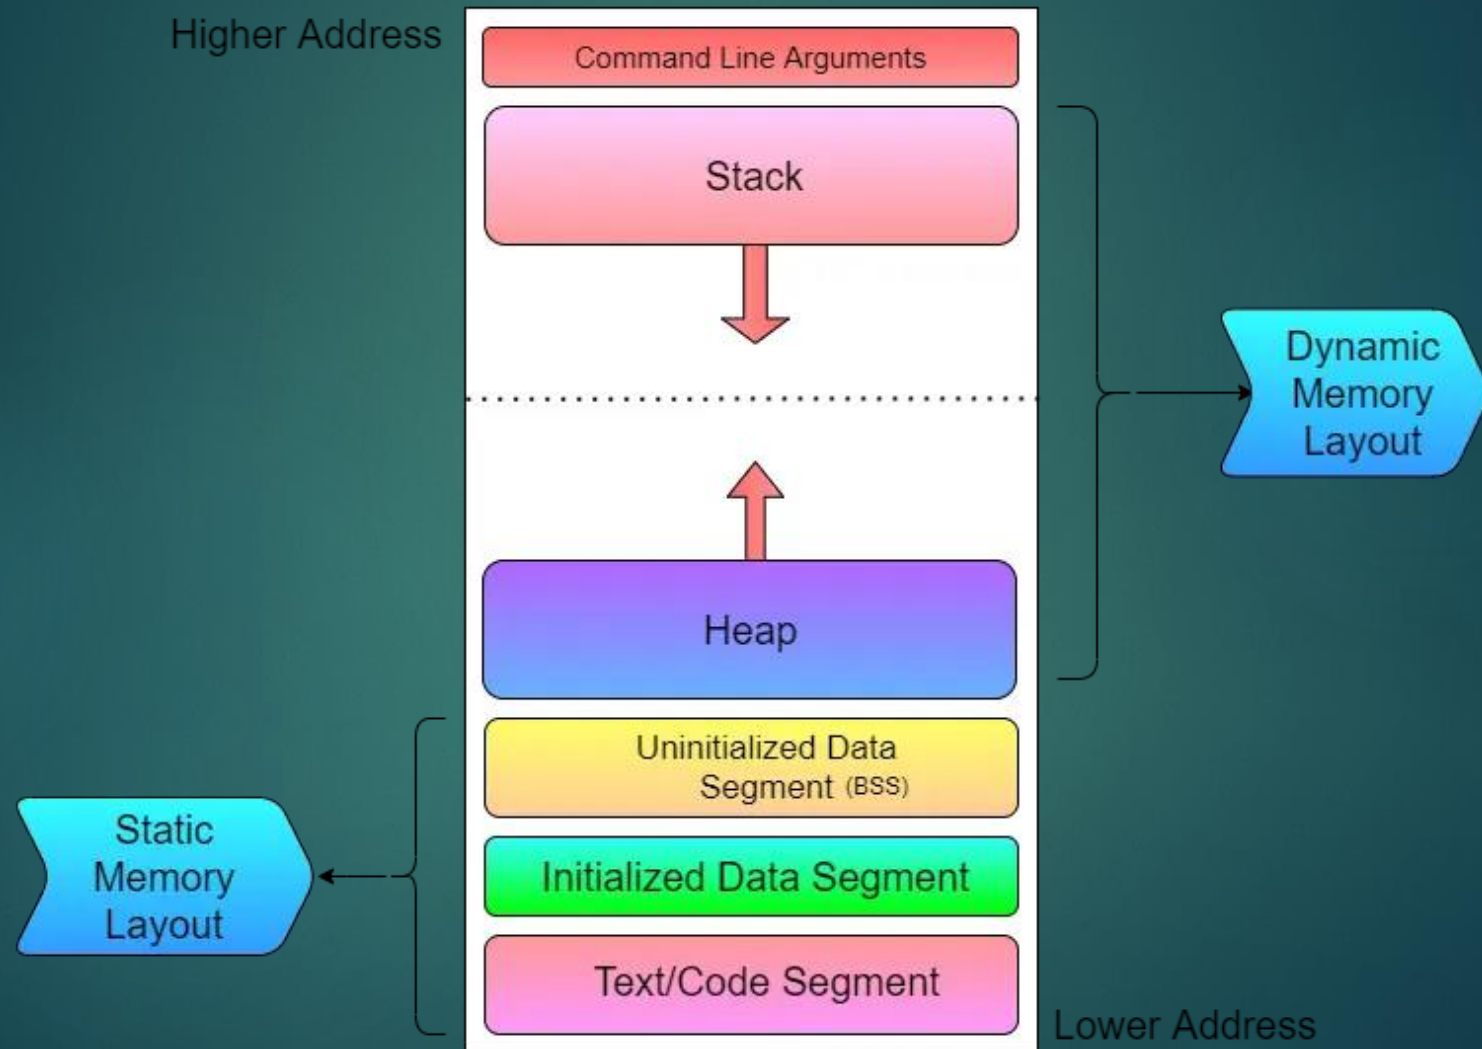 Higher Address
Command Line Arguments
Stack
Dynamic
Memory
Layout
Heap
Uninitialized Data
Segment (BSS)
Static
Memory
Layout
Initialized Data Segment
Text/Code Segment
Lower Address